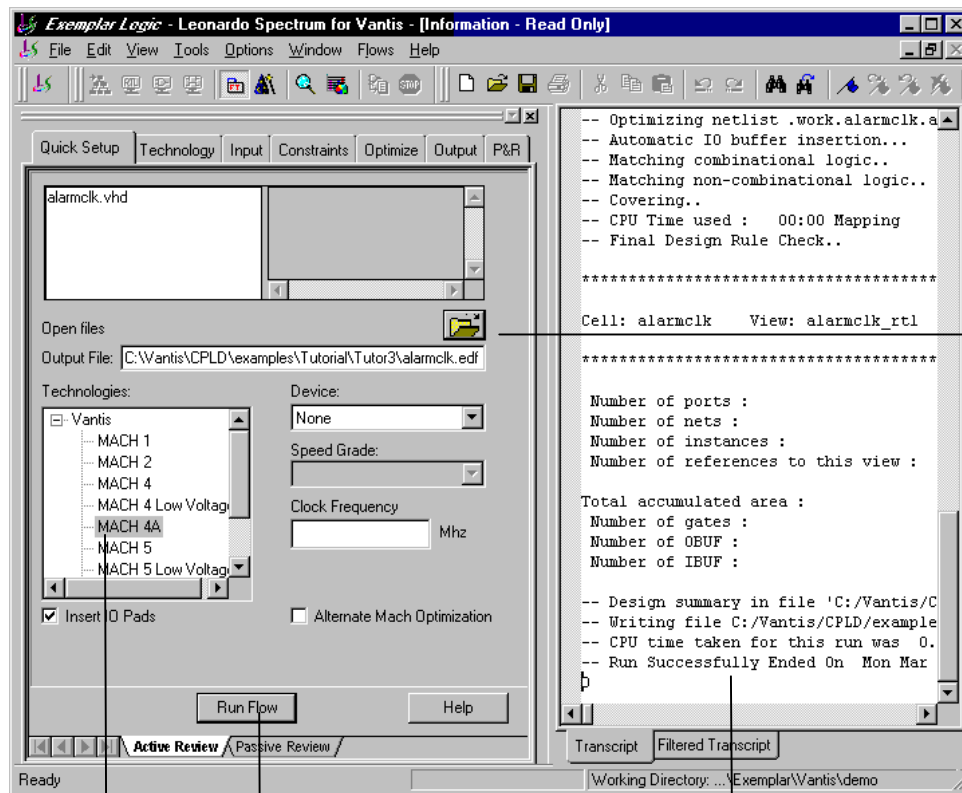 Exemplar Logic - Leonardo Spectrum for Vantis - [Information - Read Only]
File Edit View Tools Options Window Flows Help
Quick Setup Technology Input Constraints Optimize Output P&R
alarmclk.vhd
Open files
Output File: C:\Vantis\CPLD\examples\Tutorial\Tutor3\alarmclk.edf
Technologies:
Vantis
MACH 1
MACH 2
MACH 4
MACH 4 Low Voltag
MACH 4A
MACH 5
MACH 5 Low Voltag
Device:
None
Speed Grade:
Clock Frequency
Mhz
Insert IO Pads
Alternate Mach Optimization
Run Flow
Help
Active Review Passive Review
-- Optimizing netlist .work.alarmclk.a
-- Automatic IO buffer insertion...
-- Matching combinational logic..
-- Matching non-combinational logic..
-- Covering..
-- CPU Time used : 00:00 Mapping
-- Final Design Rule Check..
**************************************
Cell: alarmclk View: alarmclk_rtl
**************************************
Number of ports :
Number of nets :
Number of instances :
Number of references to this view :
Total accumulated area :
Number of gates :
Number of OBUF :
Number of IBUF :
-- Design summary in file 'C:/Vantis/C
-- Writing file C:/Vantis/CPLD/example
-- CPU time taken for this run was 0.
-- Run Successfully Ended On Mon Mar
Transcript Filtered Transcript
Ready
Working Directory: ...\Exemplar\Vantis\demo